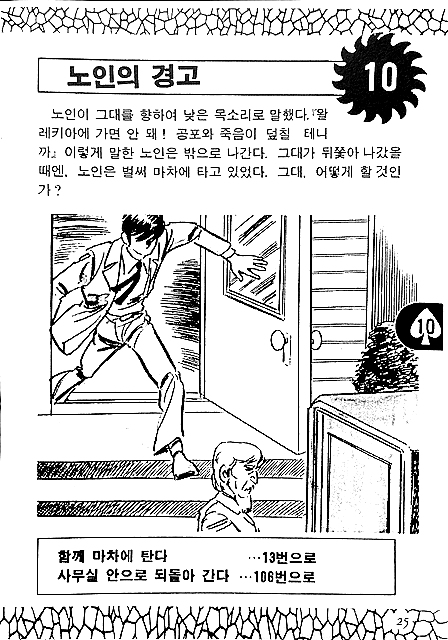 노인의 경고
10
노인이 그대를 향하여 낮은 목소리로 말했다.『왈
레키아에 가면 안 돼! 공포와 죽음이 덮칠 테니
까』 이렇게 말한 노인은 밖으로 나간다. 그대가 뒤쫓아 나갔을
때엔, 노인은 벌써 마차에 타고 있었다. 그대, 어떻게 할 것인
가?
10
함께 마차에 탄다 …13번으로
사무실 안으로 되돌아 간다 …106번으로
25